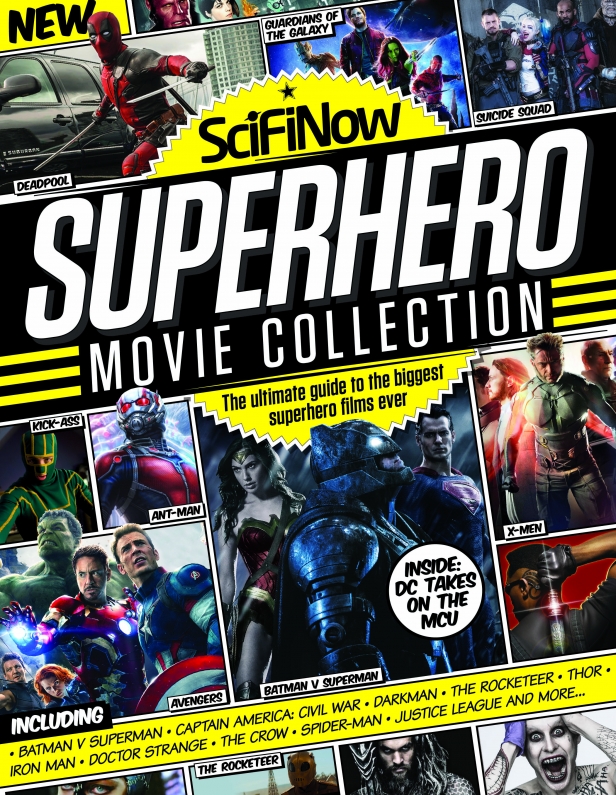 NEW
GUARDIANS OF
THE GALAXY
SUICIDE SQUAD
DEADPOOL
SciFiNow
SUPERHERO
MOVIE COLLECTION
The ultimate guide to the biggest
superhero films ever
KICK-ASS
ANT-MAN
X-MEN
INSIDE:
DC TAKES
ON THE
MCU
AVENGERS
BATMAN V SUPERMAN
INCLUDING
• BATMAN V SUPERMAN • CAPTAIN AMERICA: CIVIL WAR • DARKMAN • THE ROCKETEER • THOR •
IRON MAN • DOCTOR STRANGE • THE CROW • SPIDER-MAN • JUSTICE LEAGUE AND MORE...
THE ROCKETEER